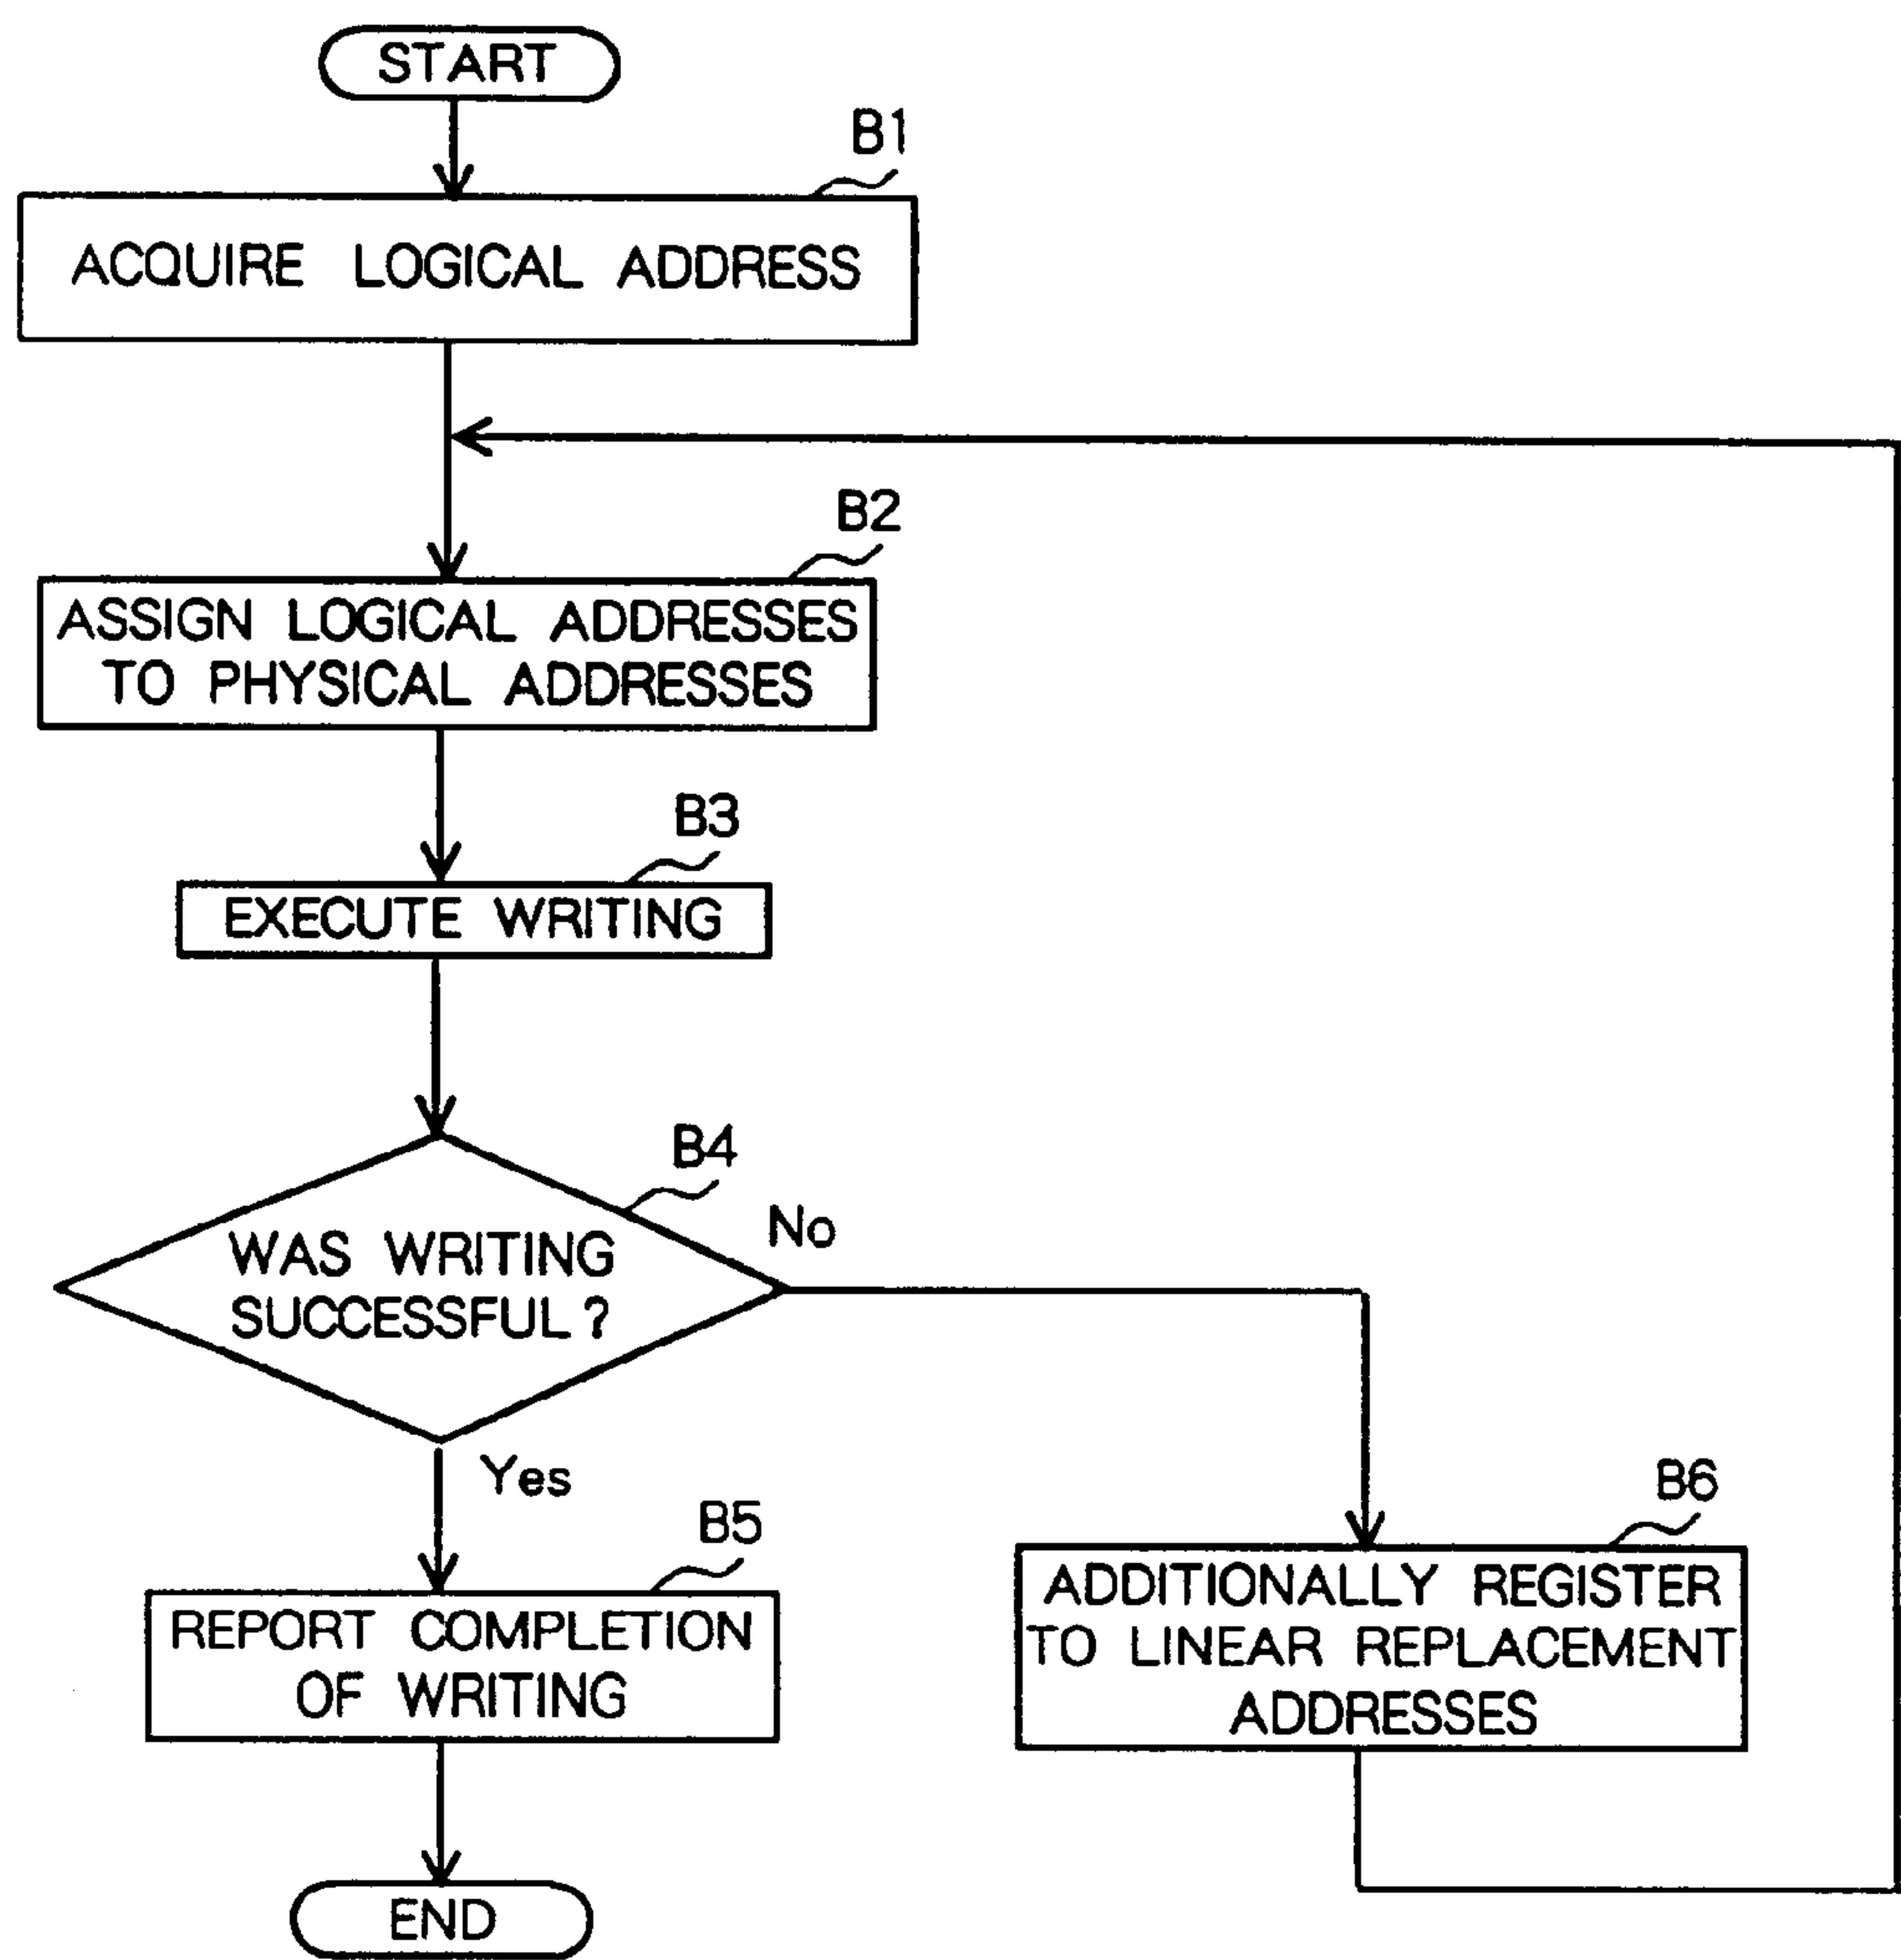 START
B1
ACQUIRE LOGICAL ADDRESS
B2
ASSIGN LOGICAL ADDRESSES
TO PHYSICAL ADDRESSES
B3
EXECUTE WRITING
B4
No
WAS WRITING
SUCCESSFUL?
Yes
B5
REPORT COMPLETION
OF WRITING
B6
ADDITIONALLY REGISTER
TO LINEAR REPLACEMENT
ADDRESSES
END